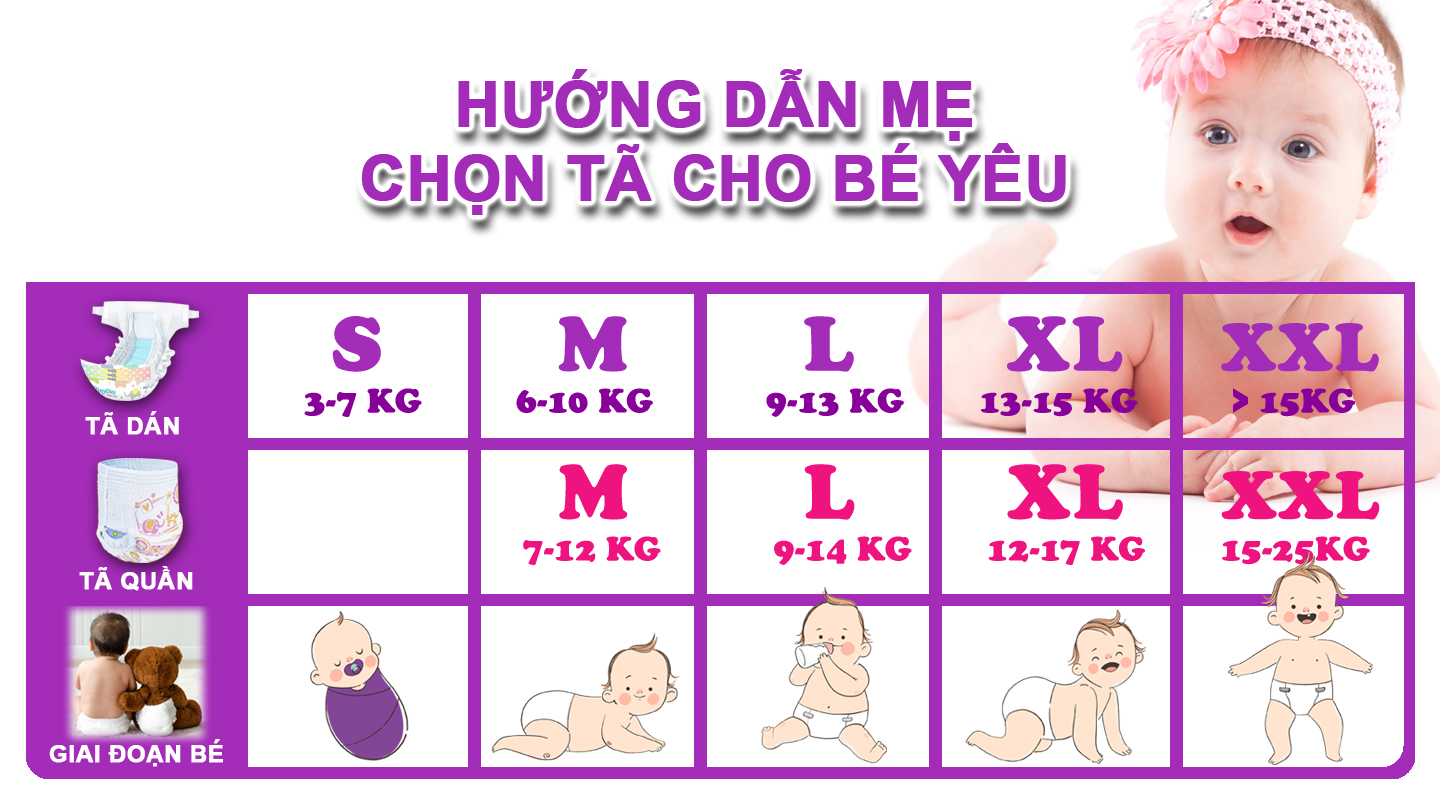 HƯỚNG DẪN MẸ
CHỌN TÃ CHO BÉ YÊU
TÃ DÁN
S
3-7 KG
M
6-10 KG
L
9-13 KG
XL
13-15 KG
XXL
> 15KG
TÃ QUẦN
M
7-12 KG
L
9-14 KG
XL
12-17 KG
XXL
15-25KG
GIAI ĐOẠN BÉ